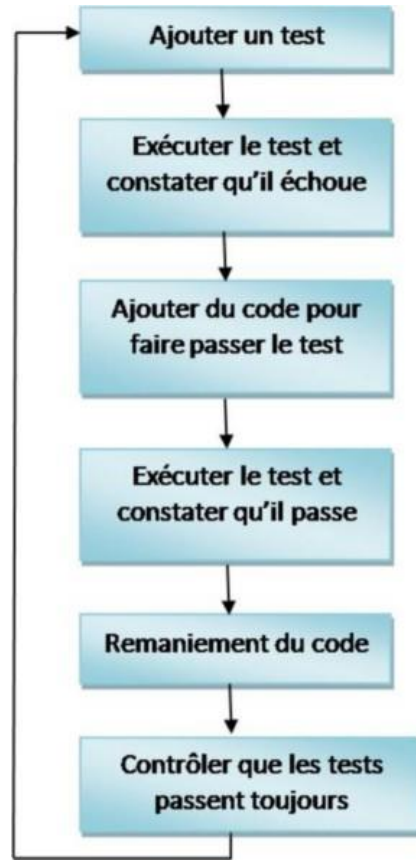 Ajouter un test
Exécuter le test et
constater qu'il échoue
Ajouter du code pour
faire passer le test
Exécuter le test et
constater qu'il passe
Remaniement du code
Contrôler que les tests
passent toujours